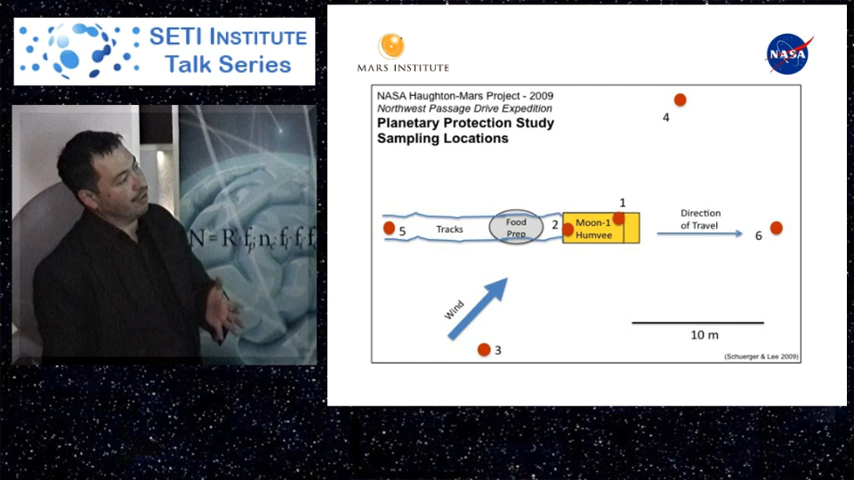 SETI INSTITUTE
Talk Series
MARS INSTITUTE
NASA
NASA Haughton-Mars Project - 2009
Northwest Passage Drive Expedition
Planetary Protection Study
Sampling Locations
4
1
5
Tracks
Food
Prep
2
Moon-1
Humvee
Direction
of Travel
6
Wind
3
10 m
(Schuerger & Lee 2009)